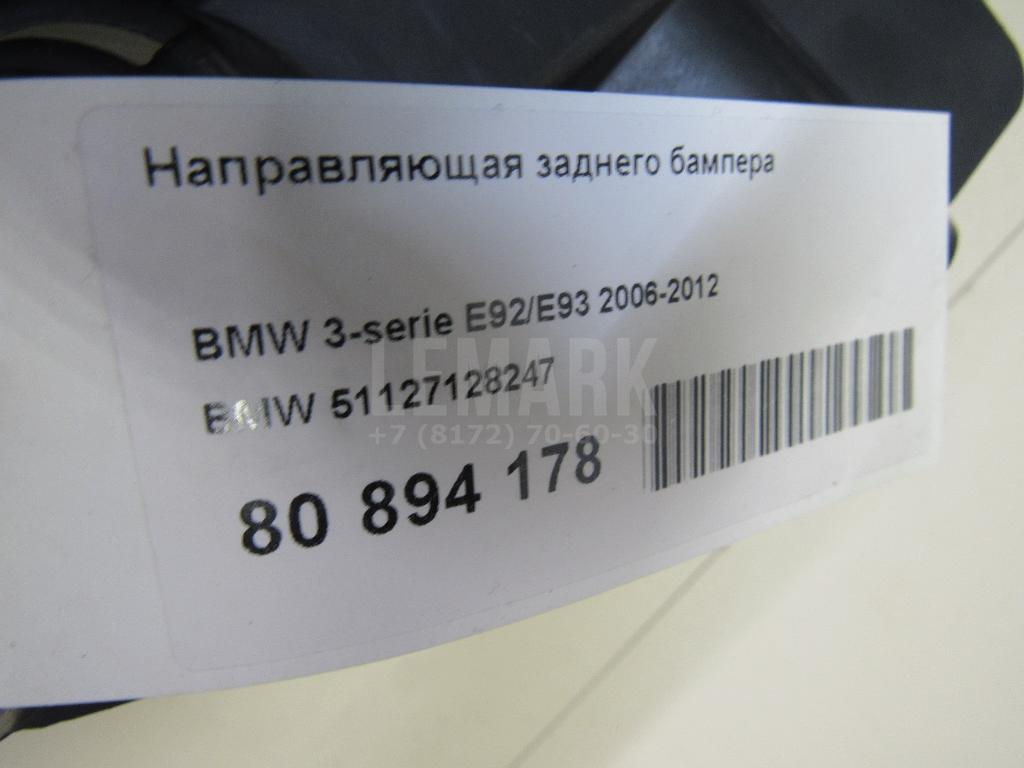 Направляющая заднего бампера
BMW 3-serie E92/E93 2006-2012
BMW 51127128247
LEMARK
+7 (8172) 70-60-30
80 894 178